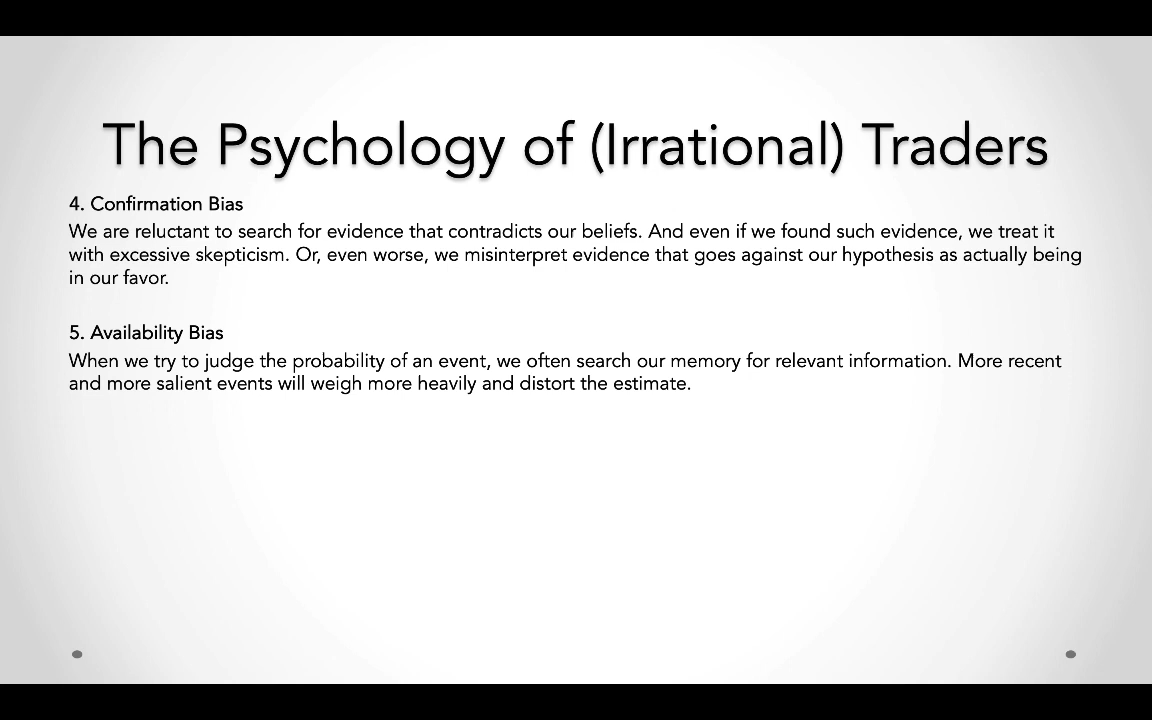 The Psychology of (Irrational) Traders
4. Confirmation Bias
We are reluctant to search for evidence that contradicts our beliefs. And even if we found such evidence, we treat it
with excessive skepticism. Or, even worse, we misinterpret evidence that goes against our hypothesis as actually being
in our favor.
5. Availability Bias
When we try to judge the probability of an event, we often search our memory for relevant information. More recent
and more salient events will weigh more heavily and distort the estimate.